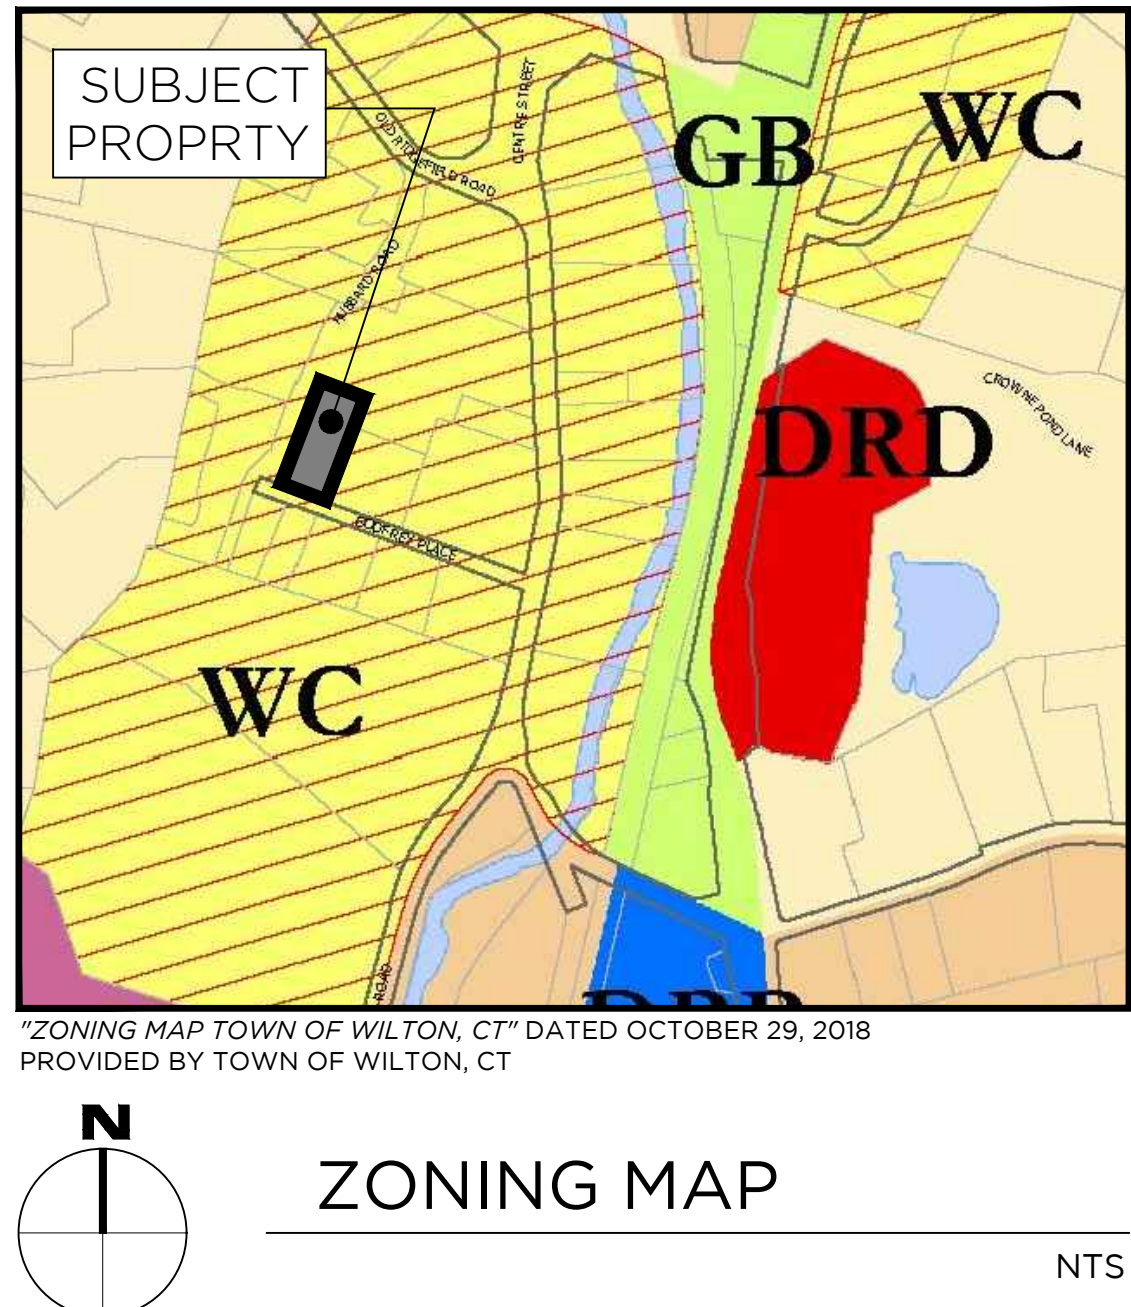 SUBJECT
PROPRTY
OLD RIDGEFIELD ROAD
CENTRE STREET
GB
WC
HUBBARD ROAD
CROWNE POND LANE
DRD
GODFREY PLACE
WC
ROAD
"ZONING MAP TOWN OF WILTON, CT" DATED OCTOBER 29, 2018
PROVIDED BY TOWN OF WILTON, CT
N
ZONING MAP
NTS